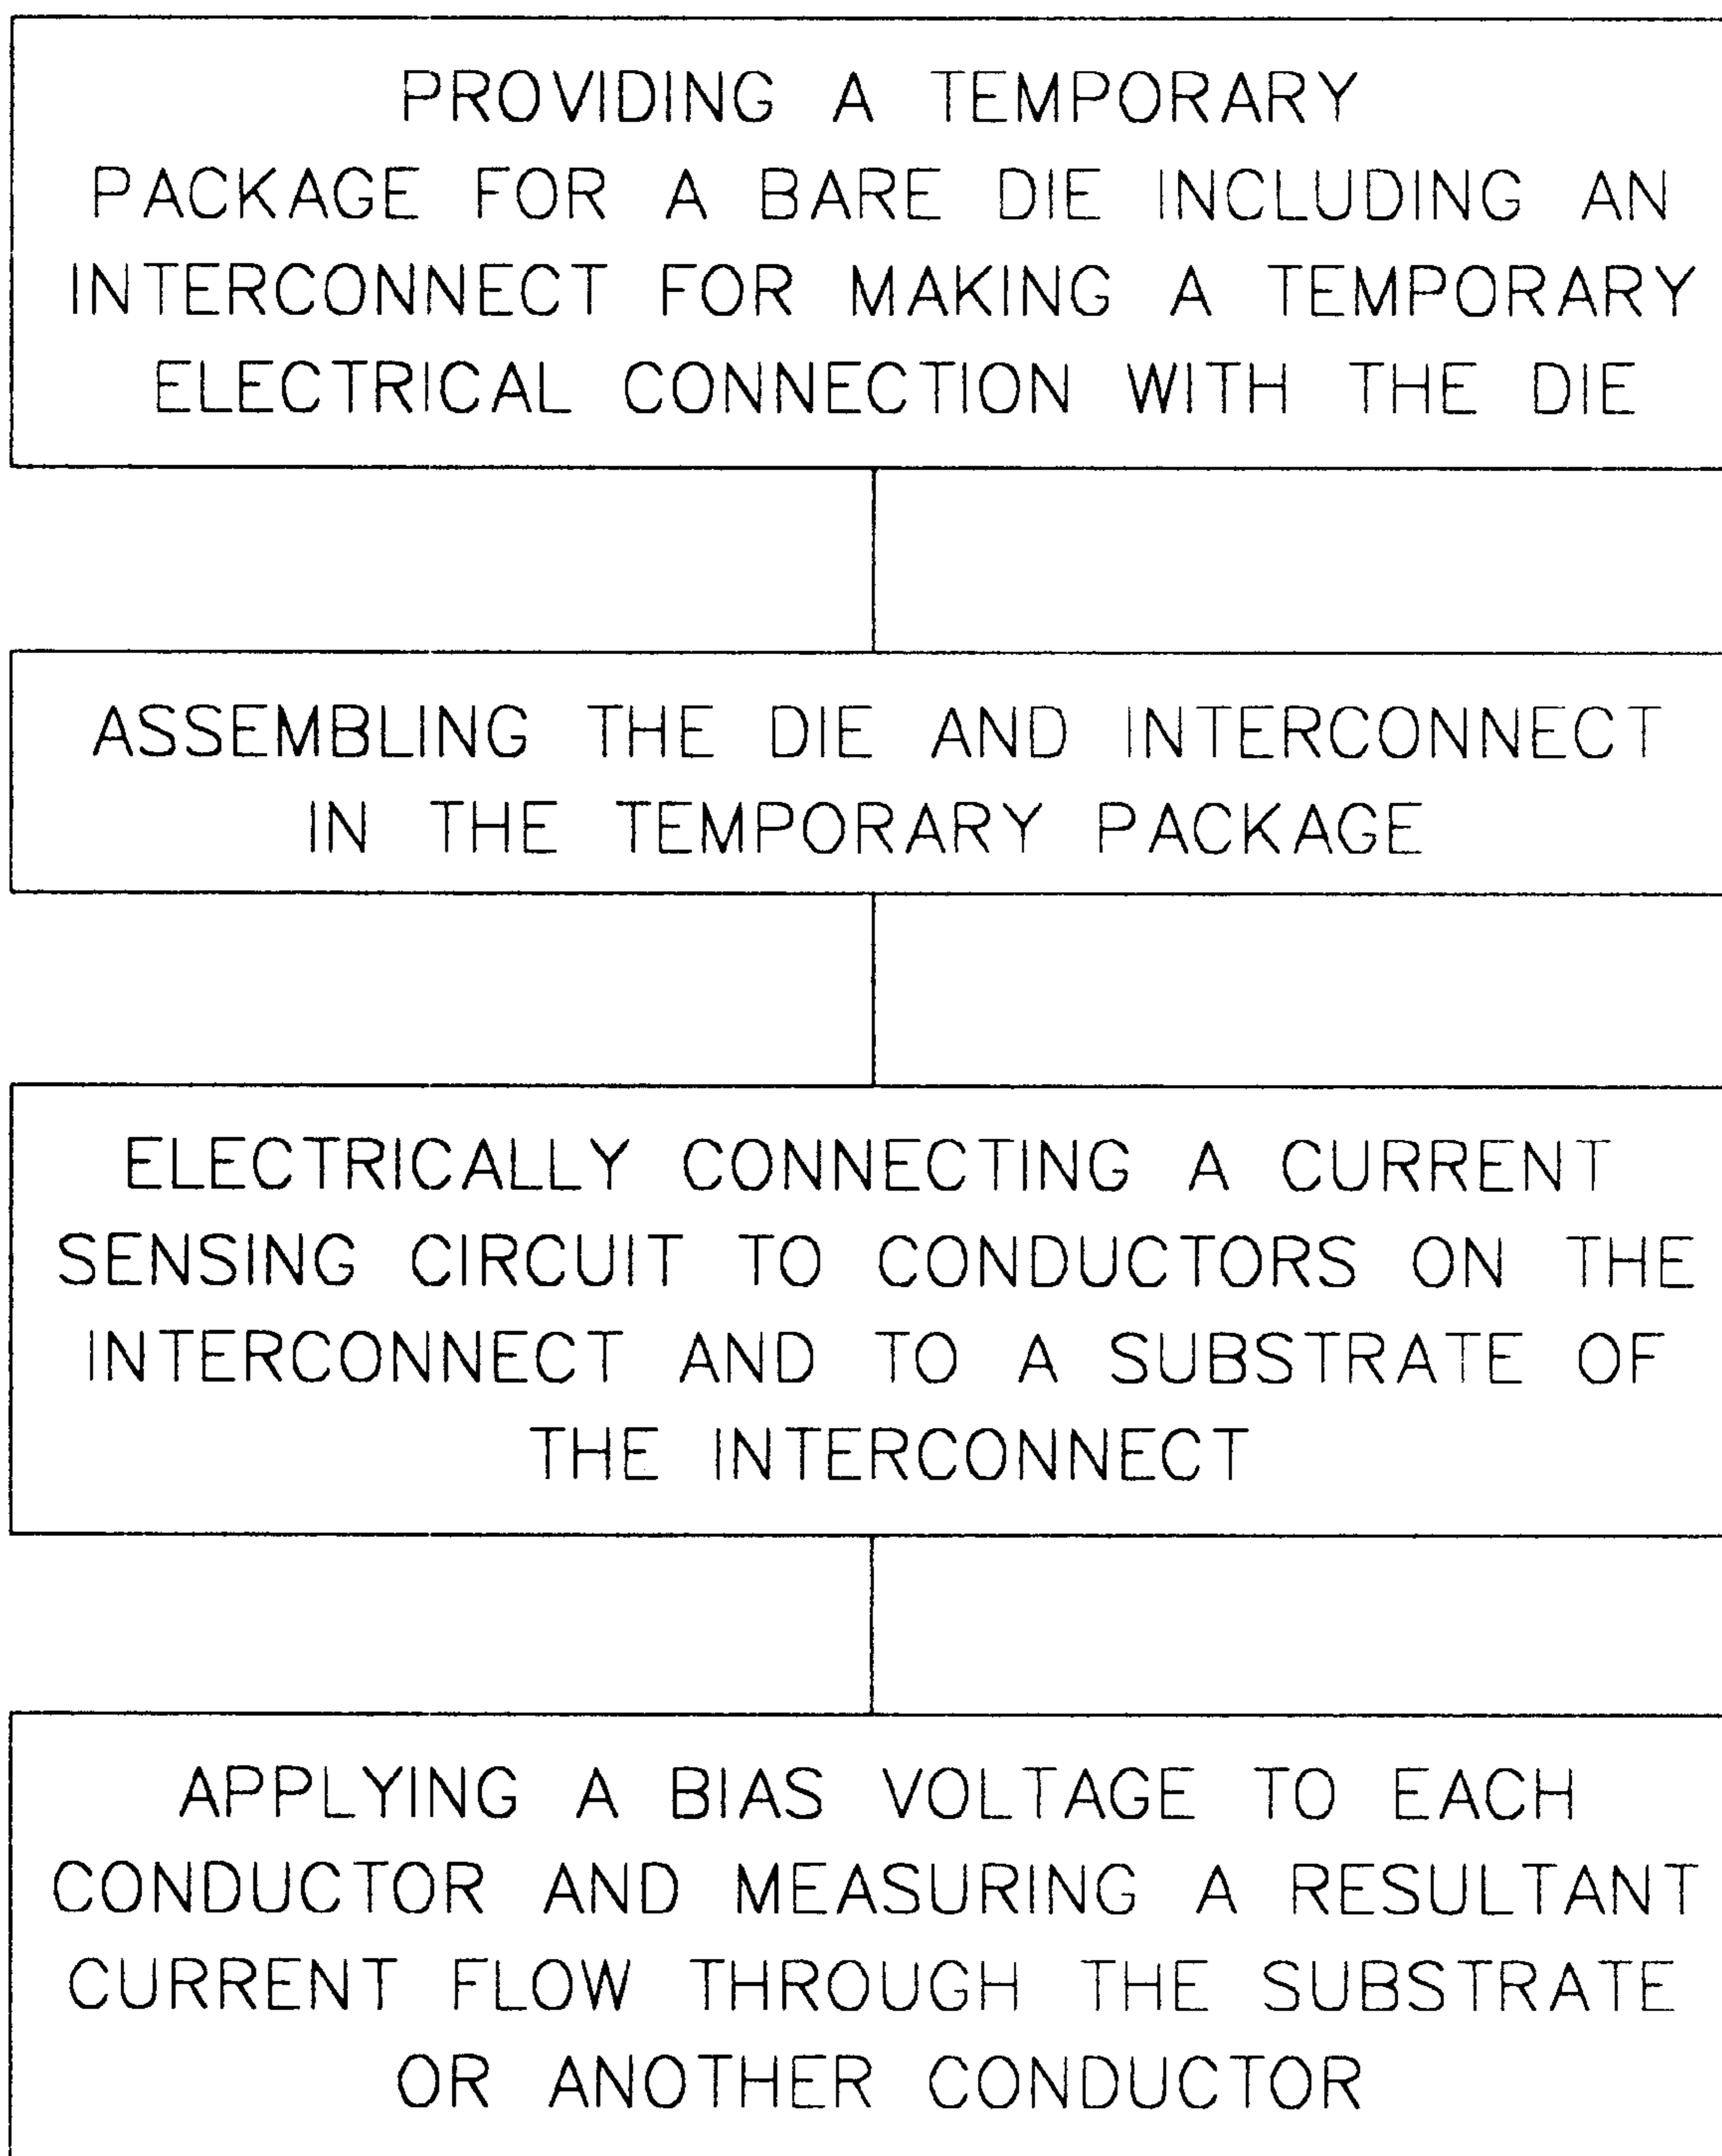 PROVIDING A TEMPORARY
PACKAGE FOR A BARE DIE INCLUDING AN
INTERCONNECT FOR MAKING A TEMPORARY
ELECTRICAL CONNECTION WITH THE DIE
ASSEMBLING THE DIE AND INTERCONNECT
IN THE TEMPORARY PACKAGE
ELECTRICALLY CONNECTING A CURRENT
SENSING CIRCUIT TO CONDUCTORS ON THE
INTERCONNECT AND TO A SUBSTRATE OF
THE INTERCONNECT
APPLYING A BIAS VOLTAGE TO EACH
CONDUCTOR AND MEASURING A RESULTANT
CURRENT FLOW THROUGH THE SUBSTRATE
OR ANOTHER CONDUCTOR